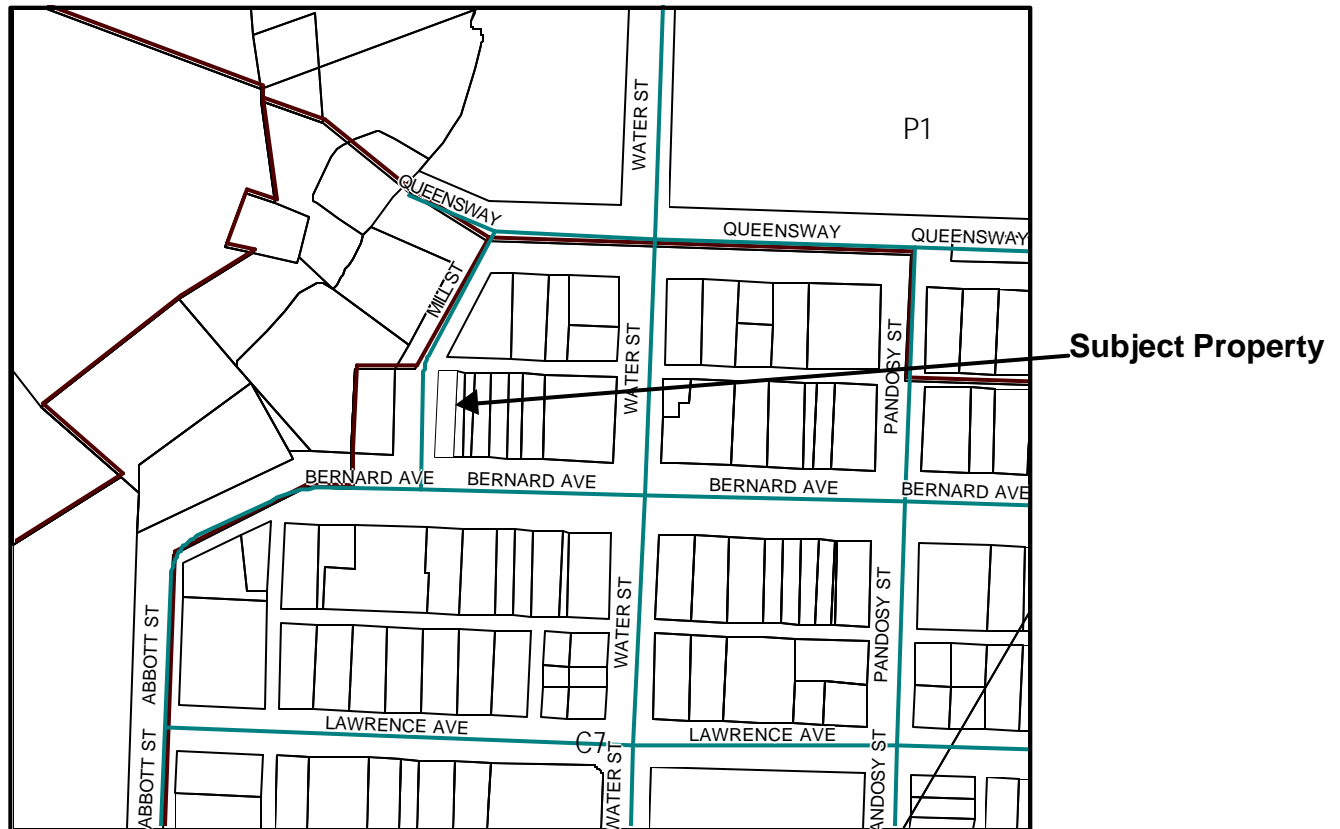 WATER ST
P1
QUEENSWAY
QUEENSWAY
QUEENSWAY
MILL ST
WATER ST
PANDOSY ST
Subject Property
BERNARD AVE
BERNARD AVE
BERNARD AVE
BERNARD AVE
ABBOTT ST
WATER ST
PANDOSY ST
LAWRENCE AVE
C7
LAWRENCE AVE
ABBOTT ST
WATER ST
ANDOSY ST